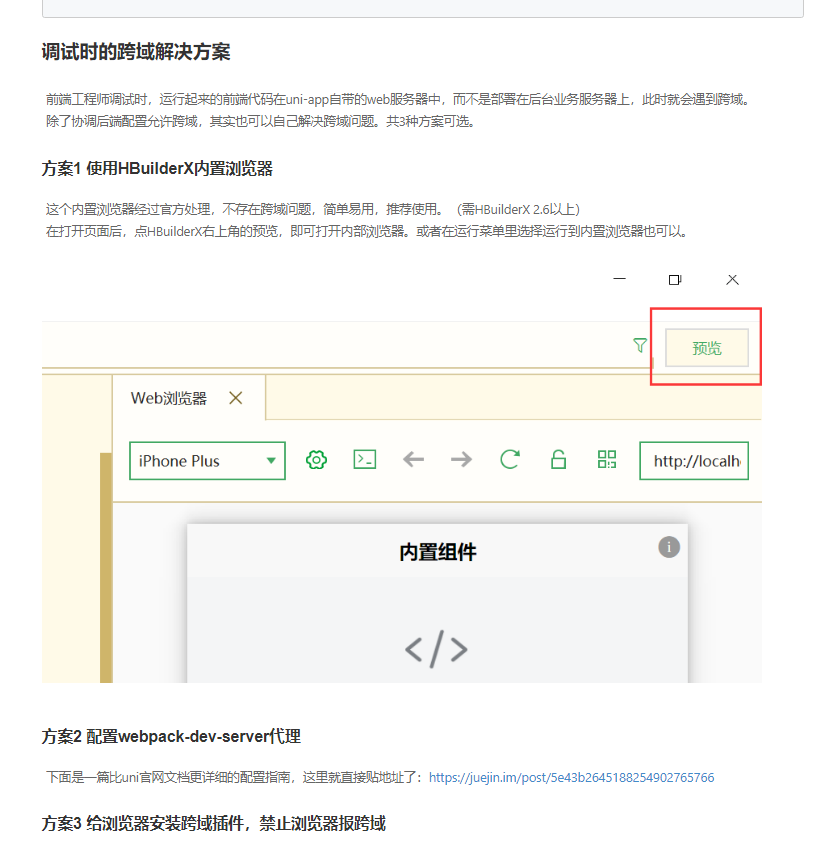 调试时的跨域解决方案
前端工程师调试时，运行起来的前端代码在uni-app自带的web服务器中，而不是部署在后台业务服务器上，此时就会遇到跨域。
除了协调后端配置允许跨域，其实也可以自己解决跨域问题。共3种方案可选。
方案1 使用HBuilderX内置浏览器
这个内置浏览器经过官方处理，不存在跨域问题，简单易用，推荐使用。（需HBuilderX 2.6以上）
在打开页面后，点HBuilderX右上角的预览，即可打开内部浏览器。或者在运行菜单里选择运行到内置浏览器也可以。
预览
Web浏览器
iPhone Plus
http://localh
内置组件
方案2 配置webpack-dev-server代理
下面是一篇比uni官网文档更详细的配置指南，这里就直接贴地址了：https://juejin.im/post/5e43b2645188254902765766
方案3 给浏览器安装跨域插件，禁止浏览器报跨域